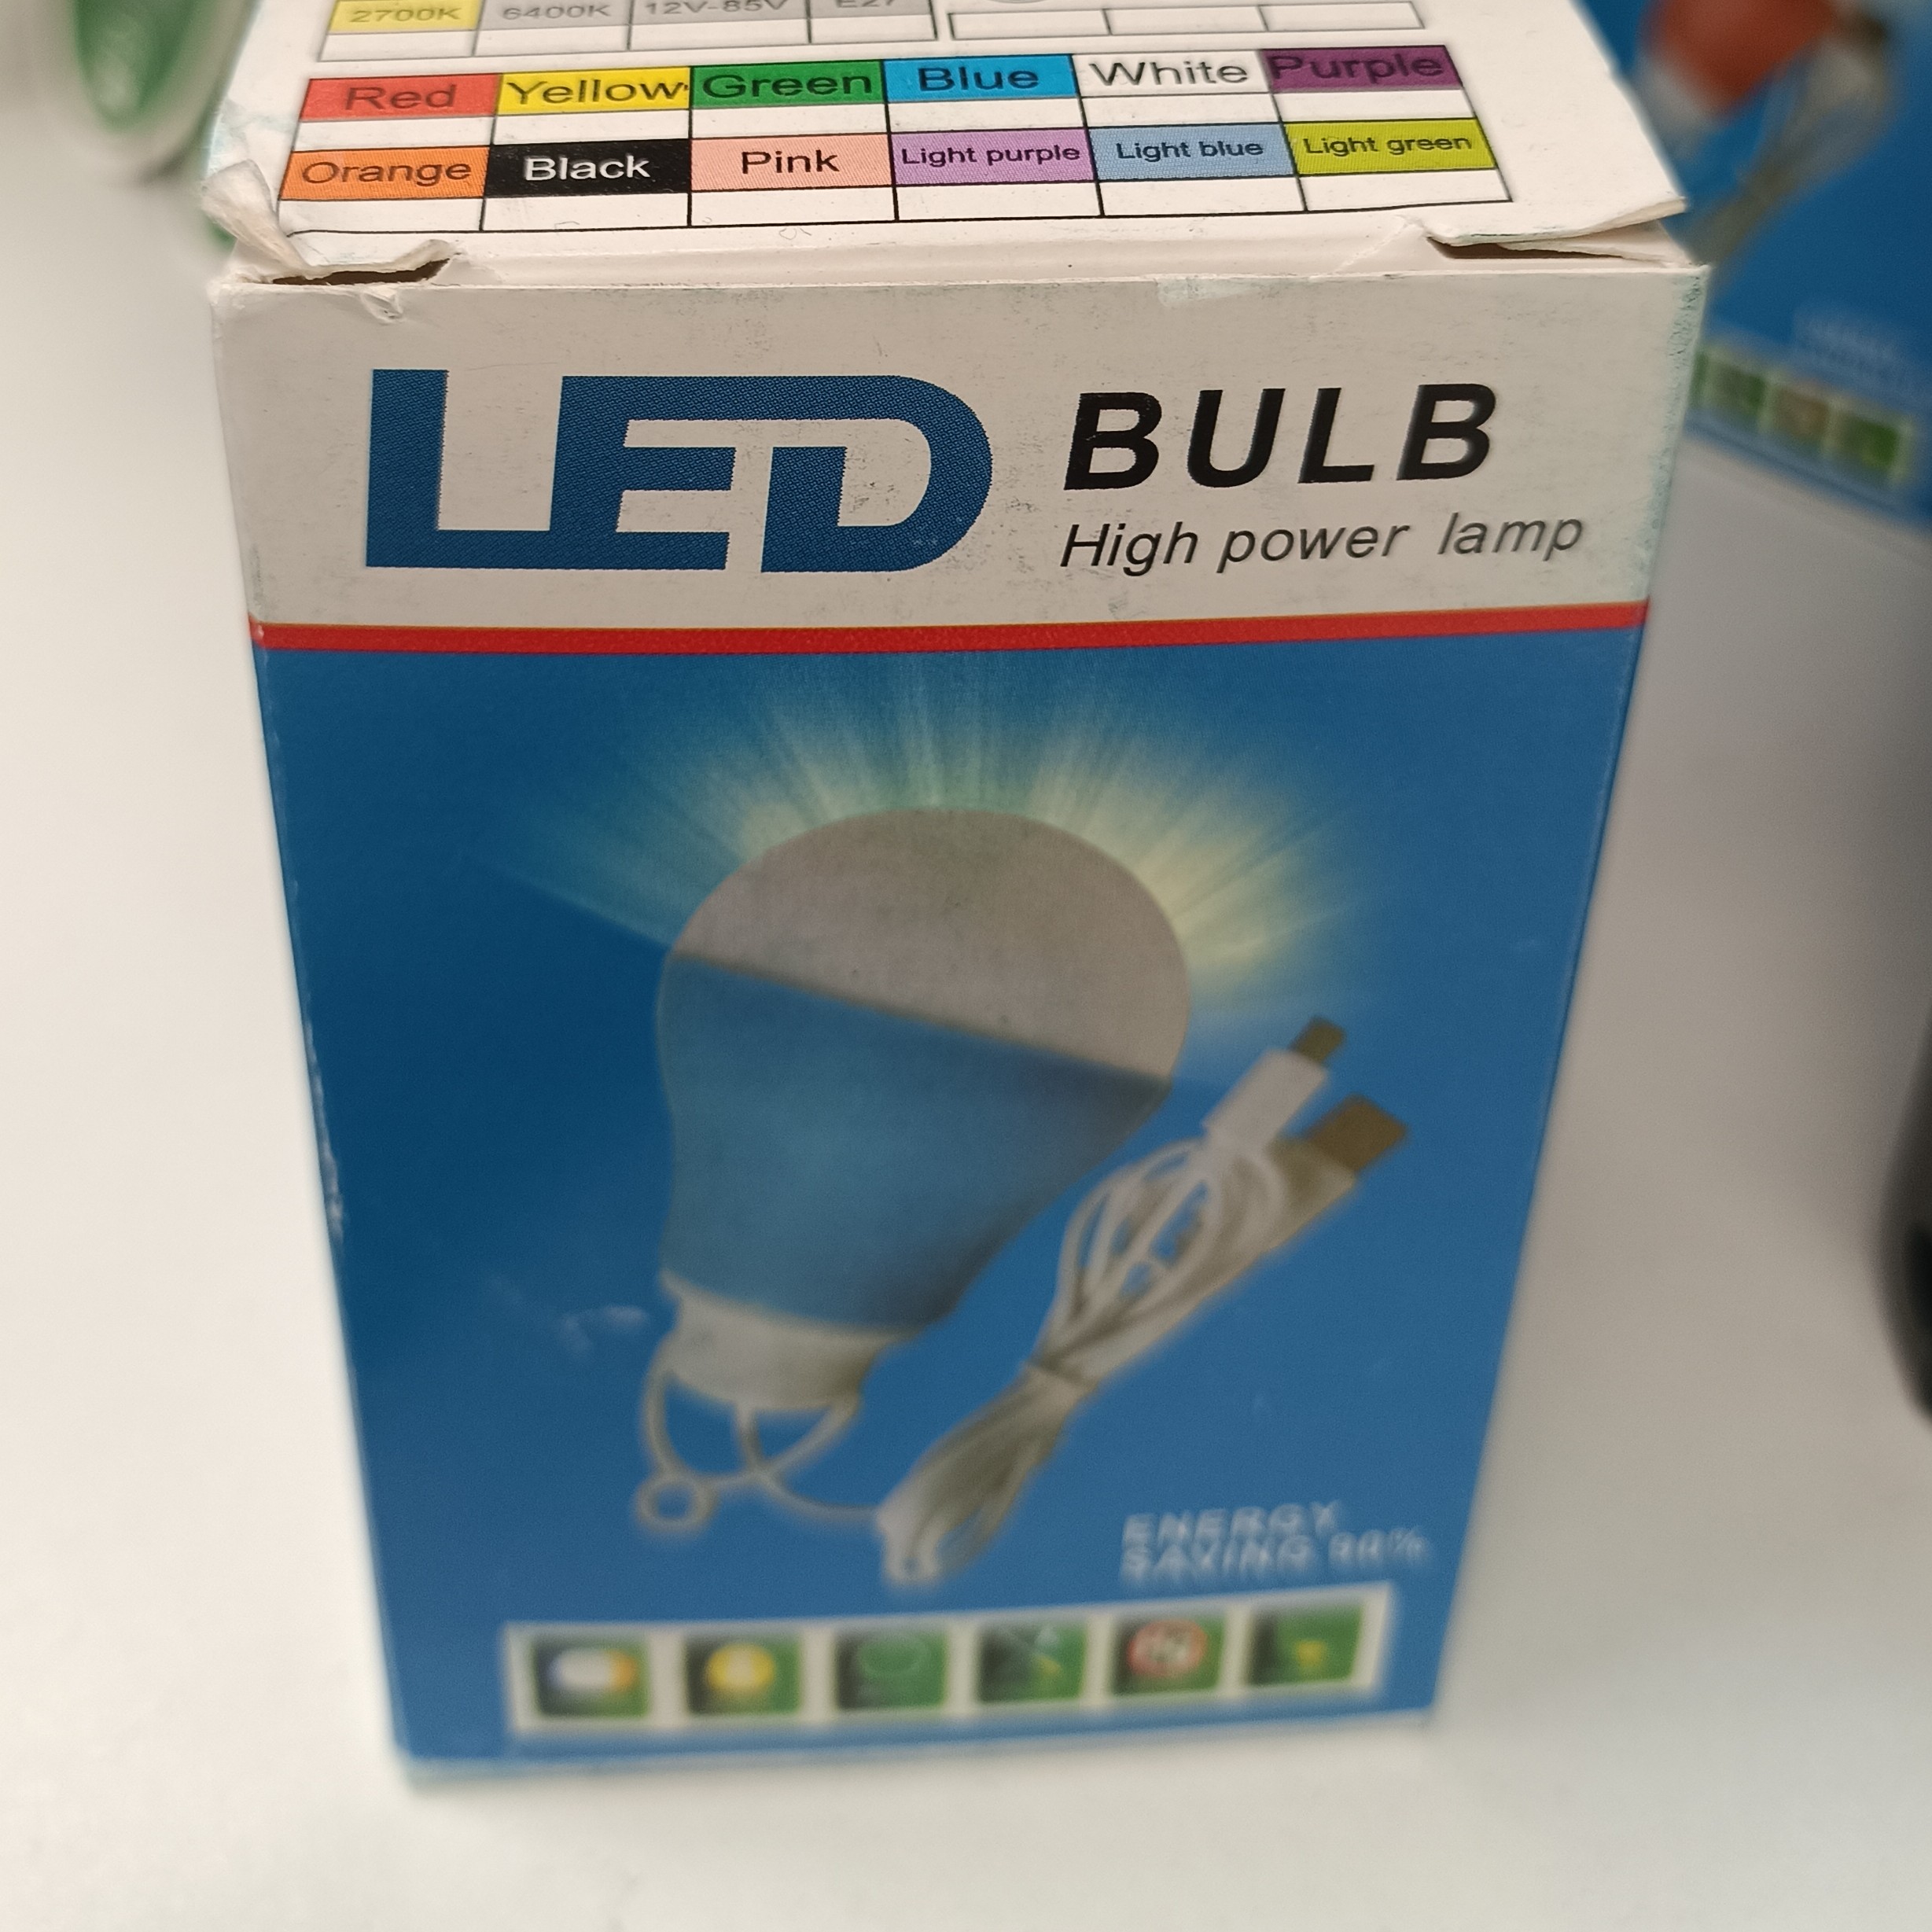 2700K 6400K 12V-85V E27
Red Yellow Green Blue White Purple
Orange Black Pink Light purple Light blue Light green
LED BULB
High power lamp
ENERGY
SAVING